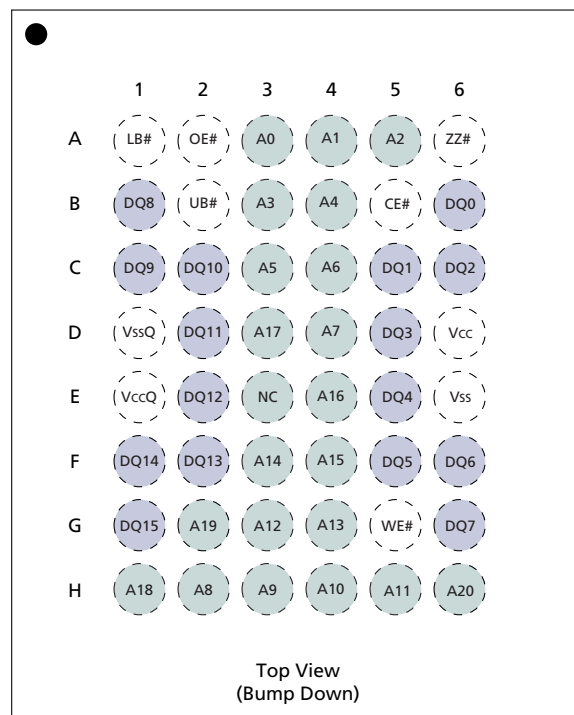 1 2 3 4 5 6
A LB# OE# A0 A1 A2 ZZ#
B DQ8 UB# A3 A4 CE# DQ0
C DQ9 DQ10 A5 A6 DQ1 DQ2
D VssQ DQ11 A17 A7 DQ3 Vcc
E VccQ DQ12 NC A16 DQ4 Vss
F DQ14 DQ13 A14 A15 DQ5 DQ6
G DQ15 A19 A12 A13 WE# DQ7
H A18 A8 A9 A10 A11 A20
Top View
(Bump Down)